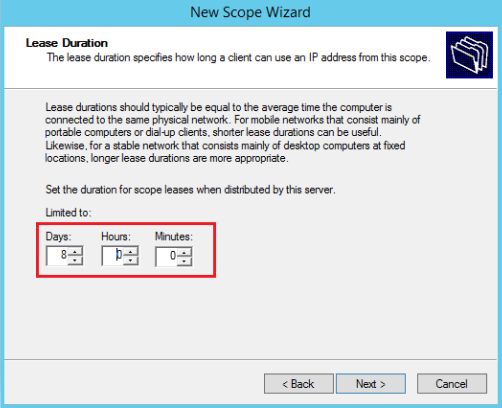 New Scope Wizard
Lease Duration
The lease duration specifies how long a client can use an IP address from this scope.
Lease durations should typically be equal to the average time the computer is
connected to the same physical network. For mobile networks that consist mainly of
portable computers or dial-up clients, shorter lease durations can be useful.
Likewise, for a stable network that consists mainly of desktop computers at fixed
locations, longer lease durations are more appropriate.
Set the duration for scope leases when distributed by this server.
Limited to:
Days: Hours: Minutes:
8 0 0
< Back Next > Cancel